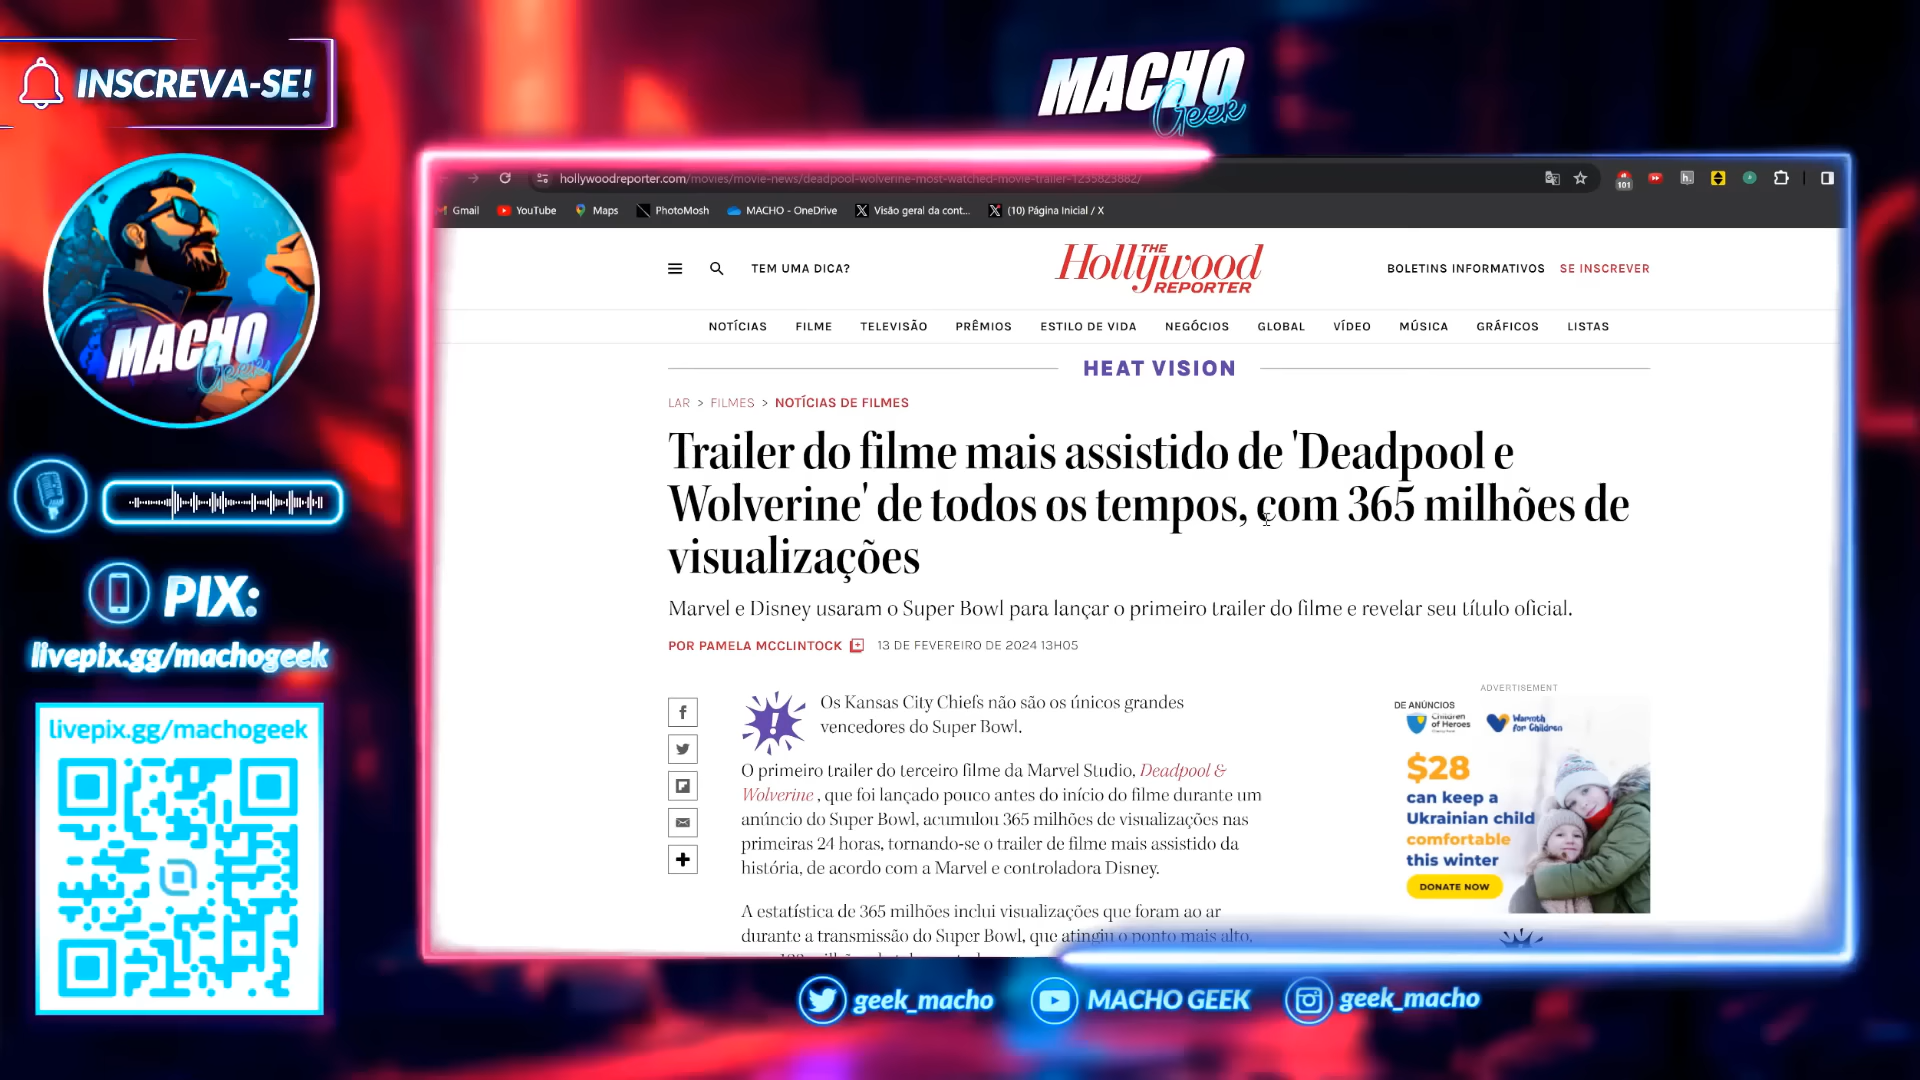 INSCREVA-SE!
MACHO
Geek
MACHO
Geek
PIX:
livepix.gg/machogeek
livepix.gg/machogeek
hollywoodreporter.com/movies/movie-news/deadpool-wolverine-most-watched-movie-trailer-1235823882/
101
h.
Gmail
YouTube
Maps
PhotoMosh
MACHO - OneDrive
Visão geral da cont...
(10) Página Inicial / X
TEM UMA DICA?
THE
Hollywood
REPORTER
BOLETINS INFORMATIVOS SE INSCREVER
NOTÍCIAS FILME TELEVISÃO PRÊMIOS ESTILO DE VIDA NEGÓCIOS GLOBAL VÍDEO MÚSICA GRÁFICOS LISTAS
HEAT VISION
LAR > FILMES > NOTÍCIAS DE FILMES
Trailer do filme mais assistido de 'Deadpool e
Wolverine' de todos os tempos, com 365 milhões de
visualizações
Marvel e Disney usaram o Super Bowl para lançar o primeiro trailer do filme e revelar seu título oficial.
POR PAMELA MCCLINTOCK 13 DE FEVEREIRO DE 2024 13H05
Os Kansas City Chiefs não são os únicos grandes
vencedores do Super Bowl.
O primeiro trailer do terceiro filme da Marvel Studio, Deadpool &
Wolverine , que foi lançado pouco antes do início do filme durante um
anúncio do Super Bowl, acumulou 365 milhões de visualizações nas
primeiras 24 horas, tornando-se o trailer de filme mais assistido da
história, de acordo com a Marvel e controladora Disney.
A estatística de 365 milhões inclui visualizações que foram ao ar
durante a transmissão do Super Bowl, que atingiu o ponto mais alto,
ADVERTISEMENT
DE ANÚNCIOS
Children
of Heroes
Warmth
for Children
$28
can keep a
Ukrainian child
comfortable
this winter
DONATE NOW
geek_macho
MACHO GEEK
geek_macho